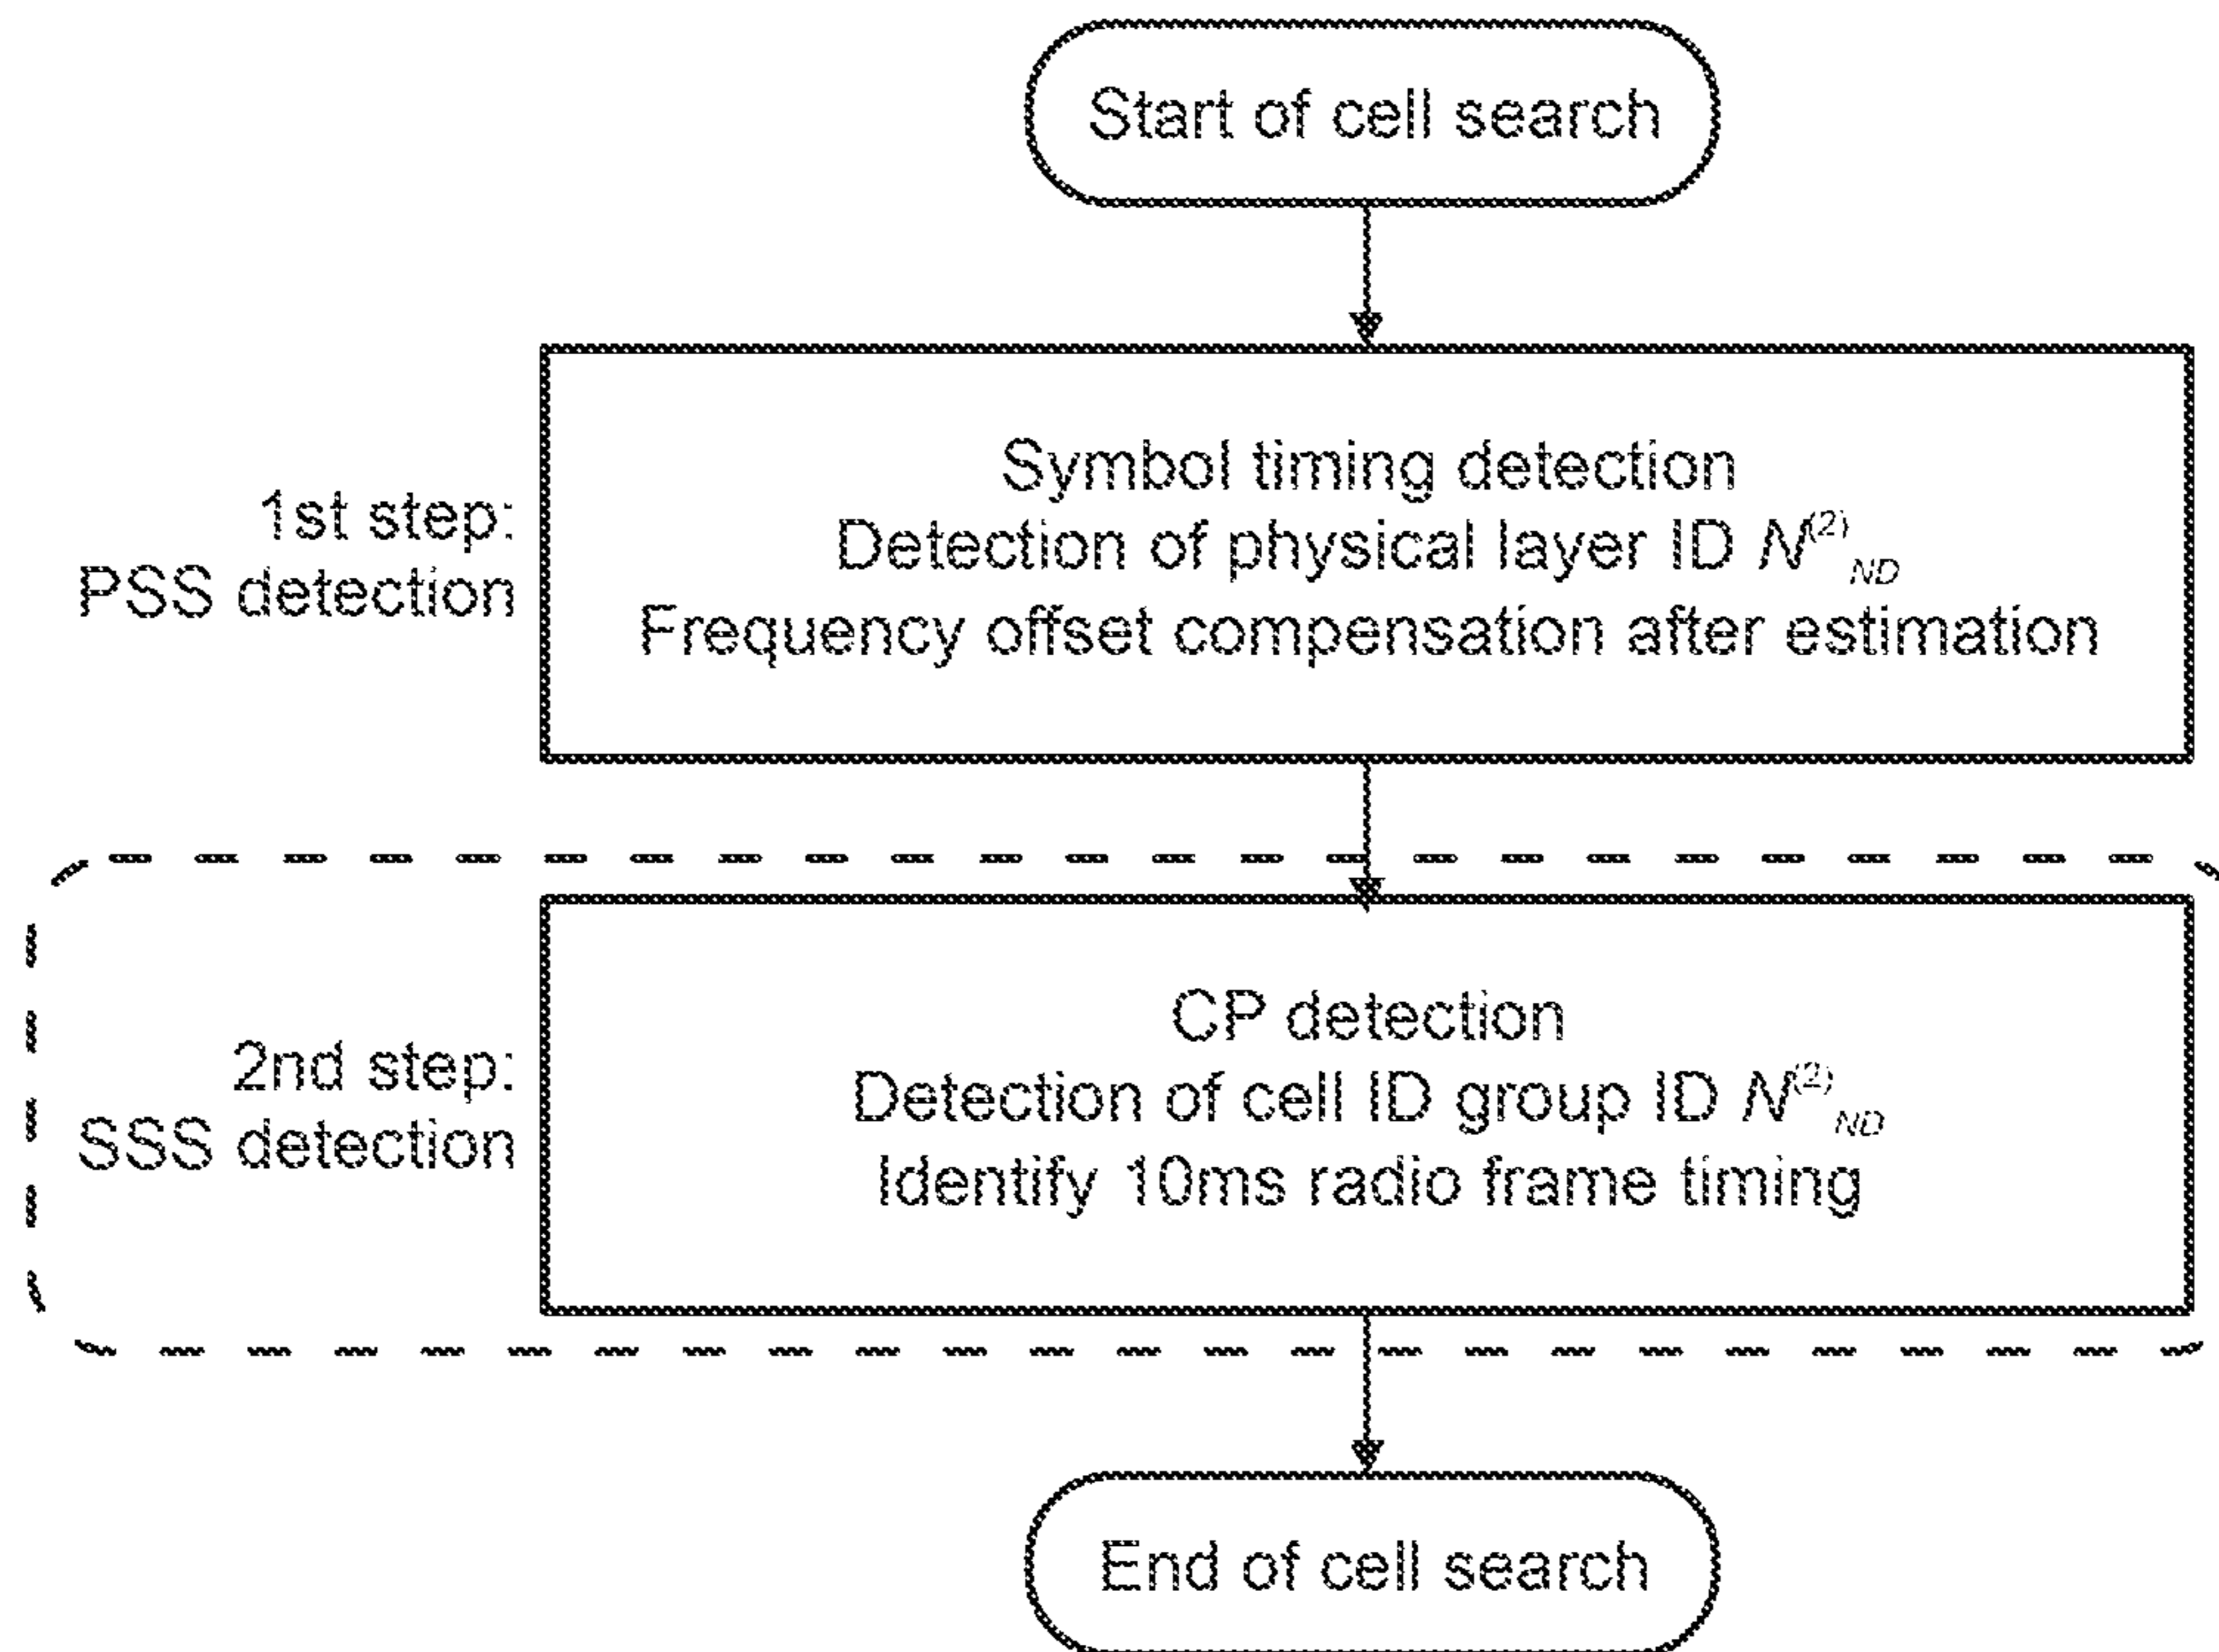 Start of cell search
1st step:
PSS detection
Symbol timing detection
Detection of physical layer ID N⁽²⁾ND
Frequency offset compensation after estimation
2nd step:
SSS detection
CP detection
Detection of cell ID group ID N⁽²⁾ND
Identify 10ms radio frame timing
End of cell search